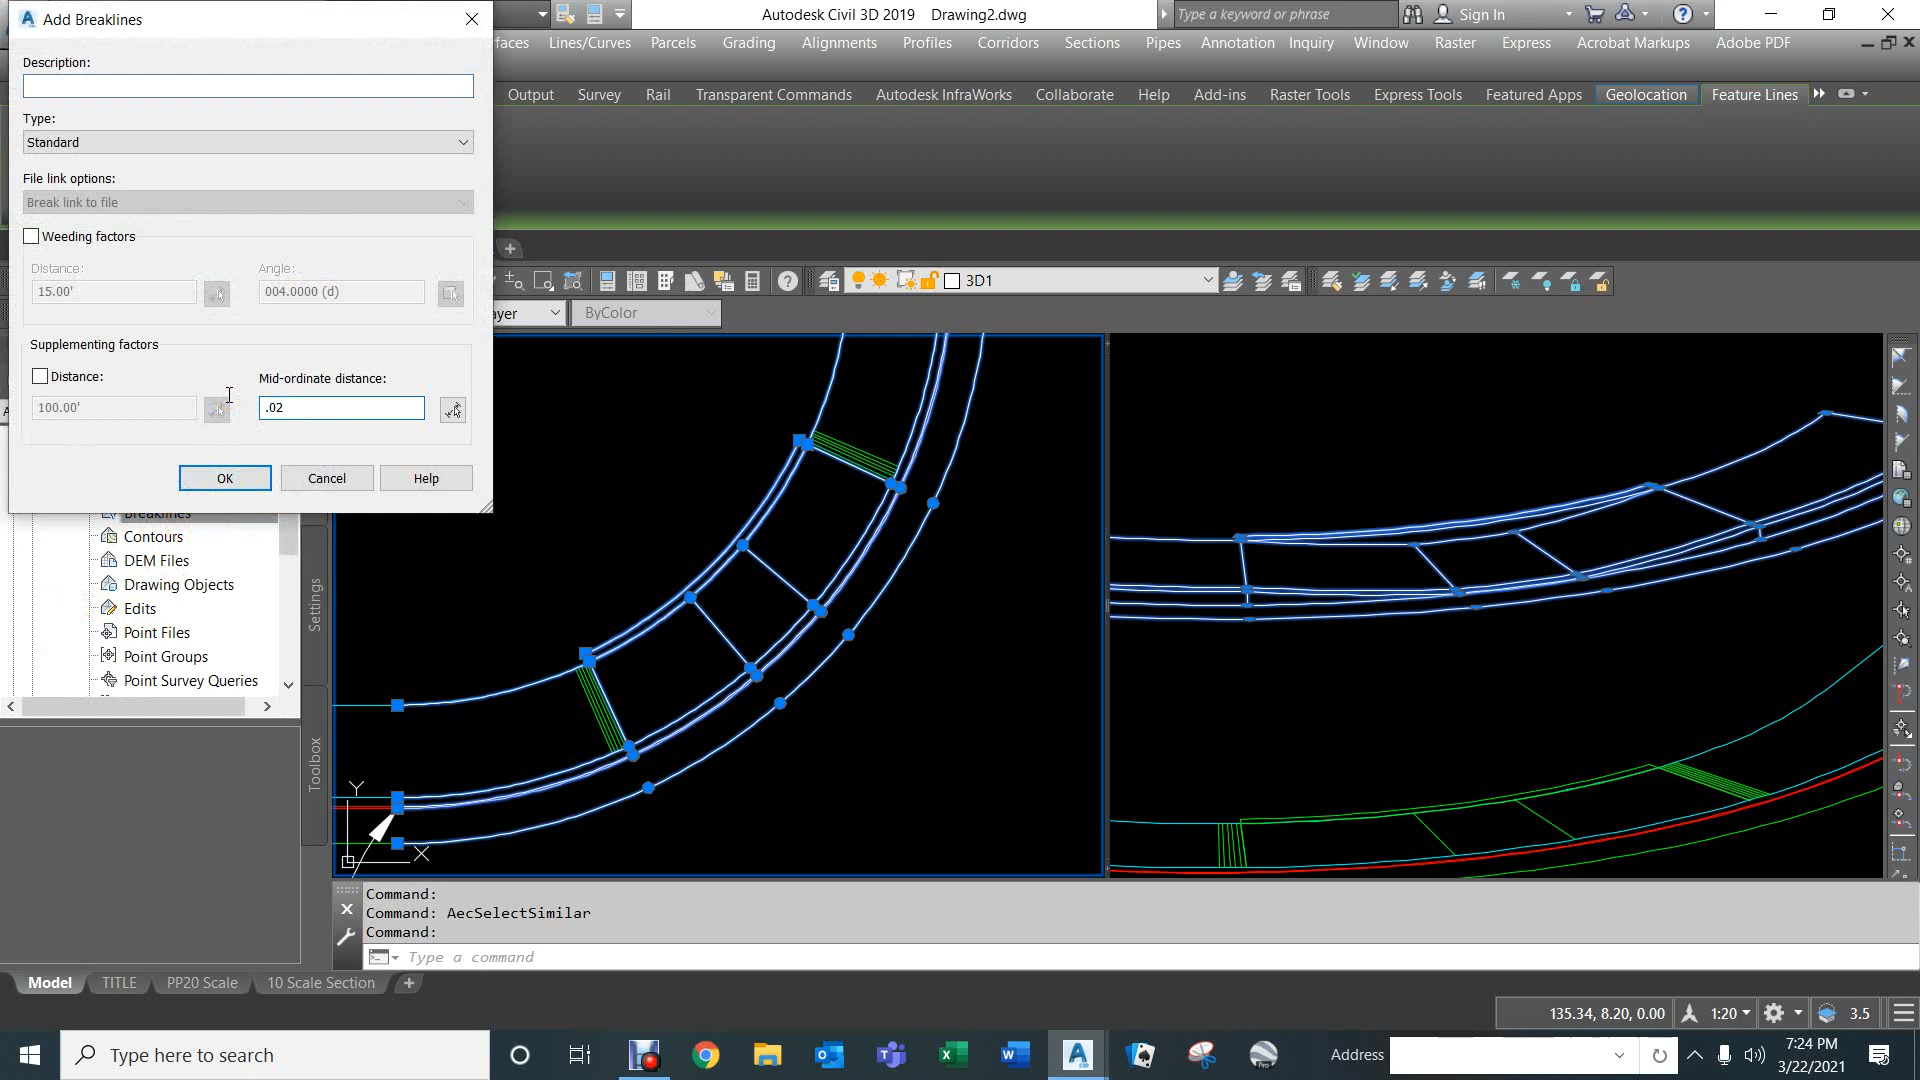 Add Breaklines
Autodesk Civil 3D 2019 Drawing2.dwg
Type a keyword or phrase
Sign In
faces Lines/Curves Parcels Grading Alignments Profiles Corridors Sections Pipes Annotation Inquiry Window Raster Express Acrobat Markups Adobe PDF
Output Survey Rail Transparent Commands Autodesk InfraWorks Collaborate Help Add-ins Raster Tools Express Tools Featured Apps Geolocation Feature Lines
Description:
Type:
Standard
File link options:
Break link to file
Weeding factors
Distance: Angle:
15.00' 004.0000 (d)
Supplementing factors
Distance: Mid-ordinate distance:
100.00' .02
OK Cancel Help
3D1
ayer ByColor
Breaklines
Contours
DEM Files
Drawing Objects
Edits
Point Files
Point Groups
Point Survey Queries
Settings
Toolbox
Y
X
Command:
Command: AecSelectSimilar
Command:
Type a command
Model TITLE PP20 Scale 10 Scale Section
135.34, 8.20, 0.00 1:20 3.5
Type here to search
Address
7:24 PM
3/22/2021